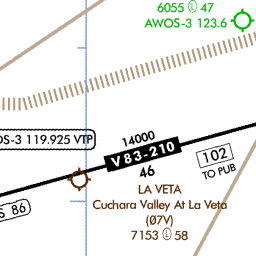 6055 Ⓛ 47
AWOS-3 123.6
OS-3 119.925 VTP
14000
V 83-210
46
102
TO PUB
LA VETA
Cuchara Valley At La Veta
(Ø7V)
7153 Ⓛ 58
S 86